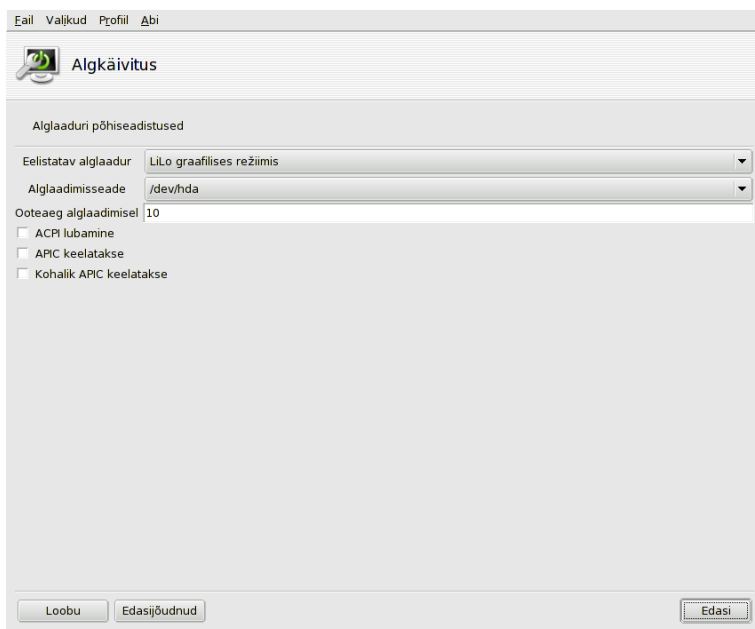 Fail Valikud Profiil Abi
Algkäivitus
Alglaaduri põhiseadistused
Eelistatav alglaadur LiLo graafilises režiimis
Alglaadimisseade /dev/hda
Ooteaeg alglaadimisel 10
ACPI lubamine
APIC keelatakse
Kohalik APIC keelatakse
Loobu Edasijõudnud Edasi